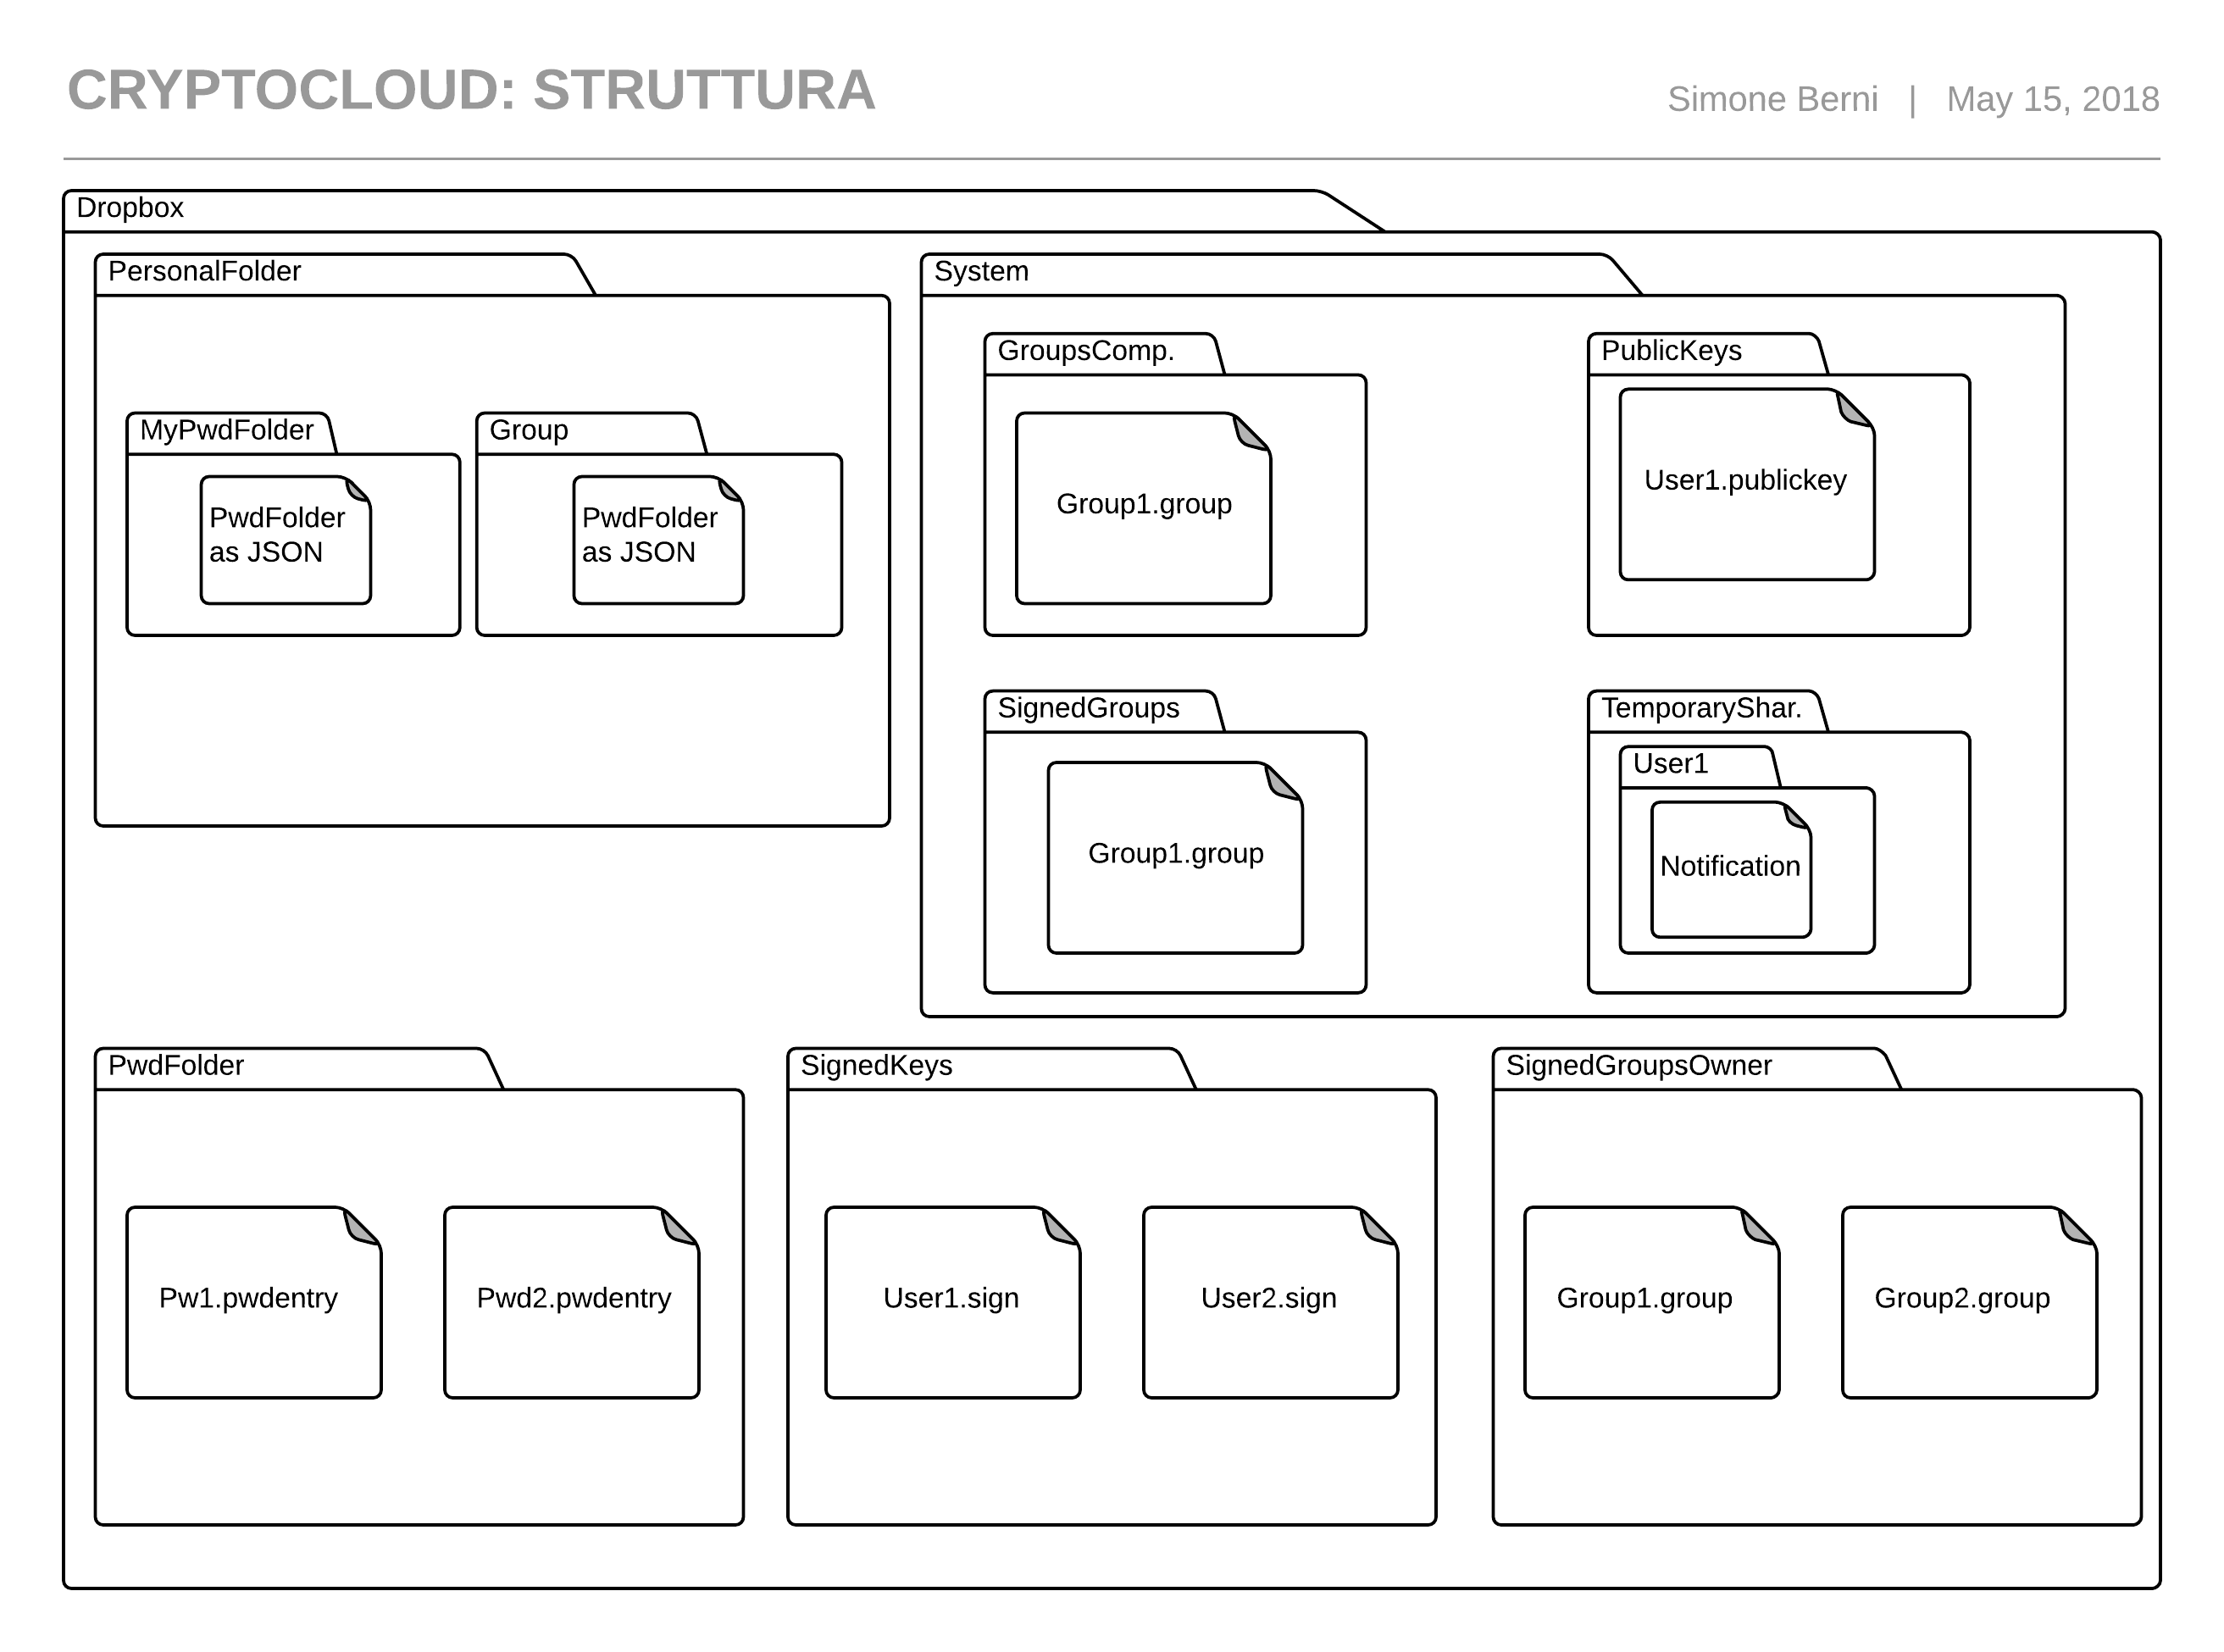 CRYPTOCLOUD: STRUTTURA
Simone Berni | May 15, 2018
Dropbox
PersonalFolder
MyPwdFolder
PwdFolder
as JSON
Group
PwdFolder
as JSON
System
GroupsComp.
Group1.group
PublicKeys
User1.publickey
SignedGroups
Group1.group
TemporaryShar.
User1
Notification
PwdFolder
Pw1.pwdentry
Pwd2.pwdentry
SignedKeys
User1.sign
User2.sign
SignedGroupsOwner
Group1.group
Group2.group